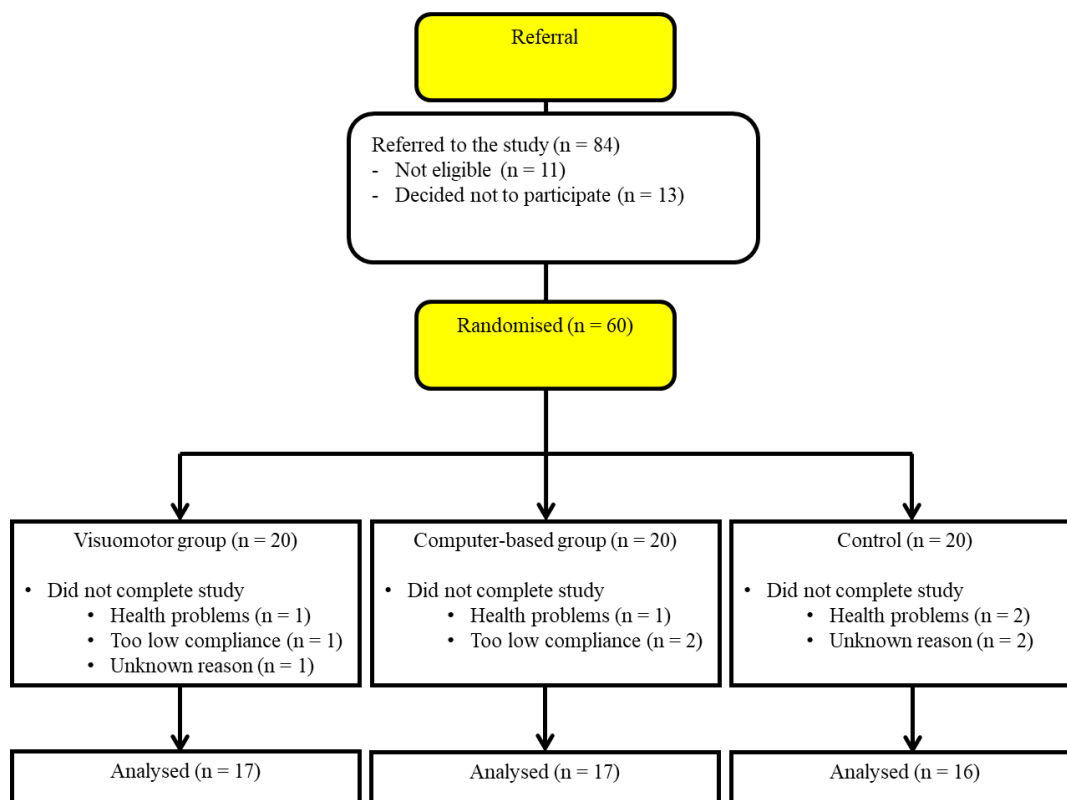 Referral
Referred to the study (n = 84)
- Not eligible (n = 11)
- Decided not to participate (n = 13)
Randomised (n = 60)
Visuomotor group (n = 20)
• Did not complete study
• Health problems (n = 1)
• Too low compliance (n = 1)
• Unknown reason (n = 1)
Computer-based group (n = 20)
• Did not complete study
• Health problems (n = 1)
• Too low compliance (n = 2)
Control (n = 20)
• Did not complete study
• Health problems (n = 2)
• Unknown reason (n = 2)
Analysed (n = 17)
Analysed (n = 17)
Analysed (n = 16)